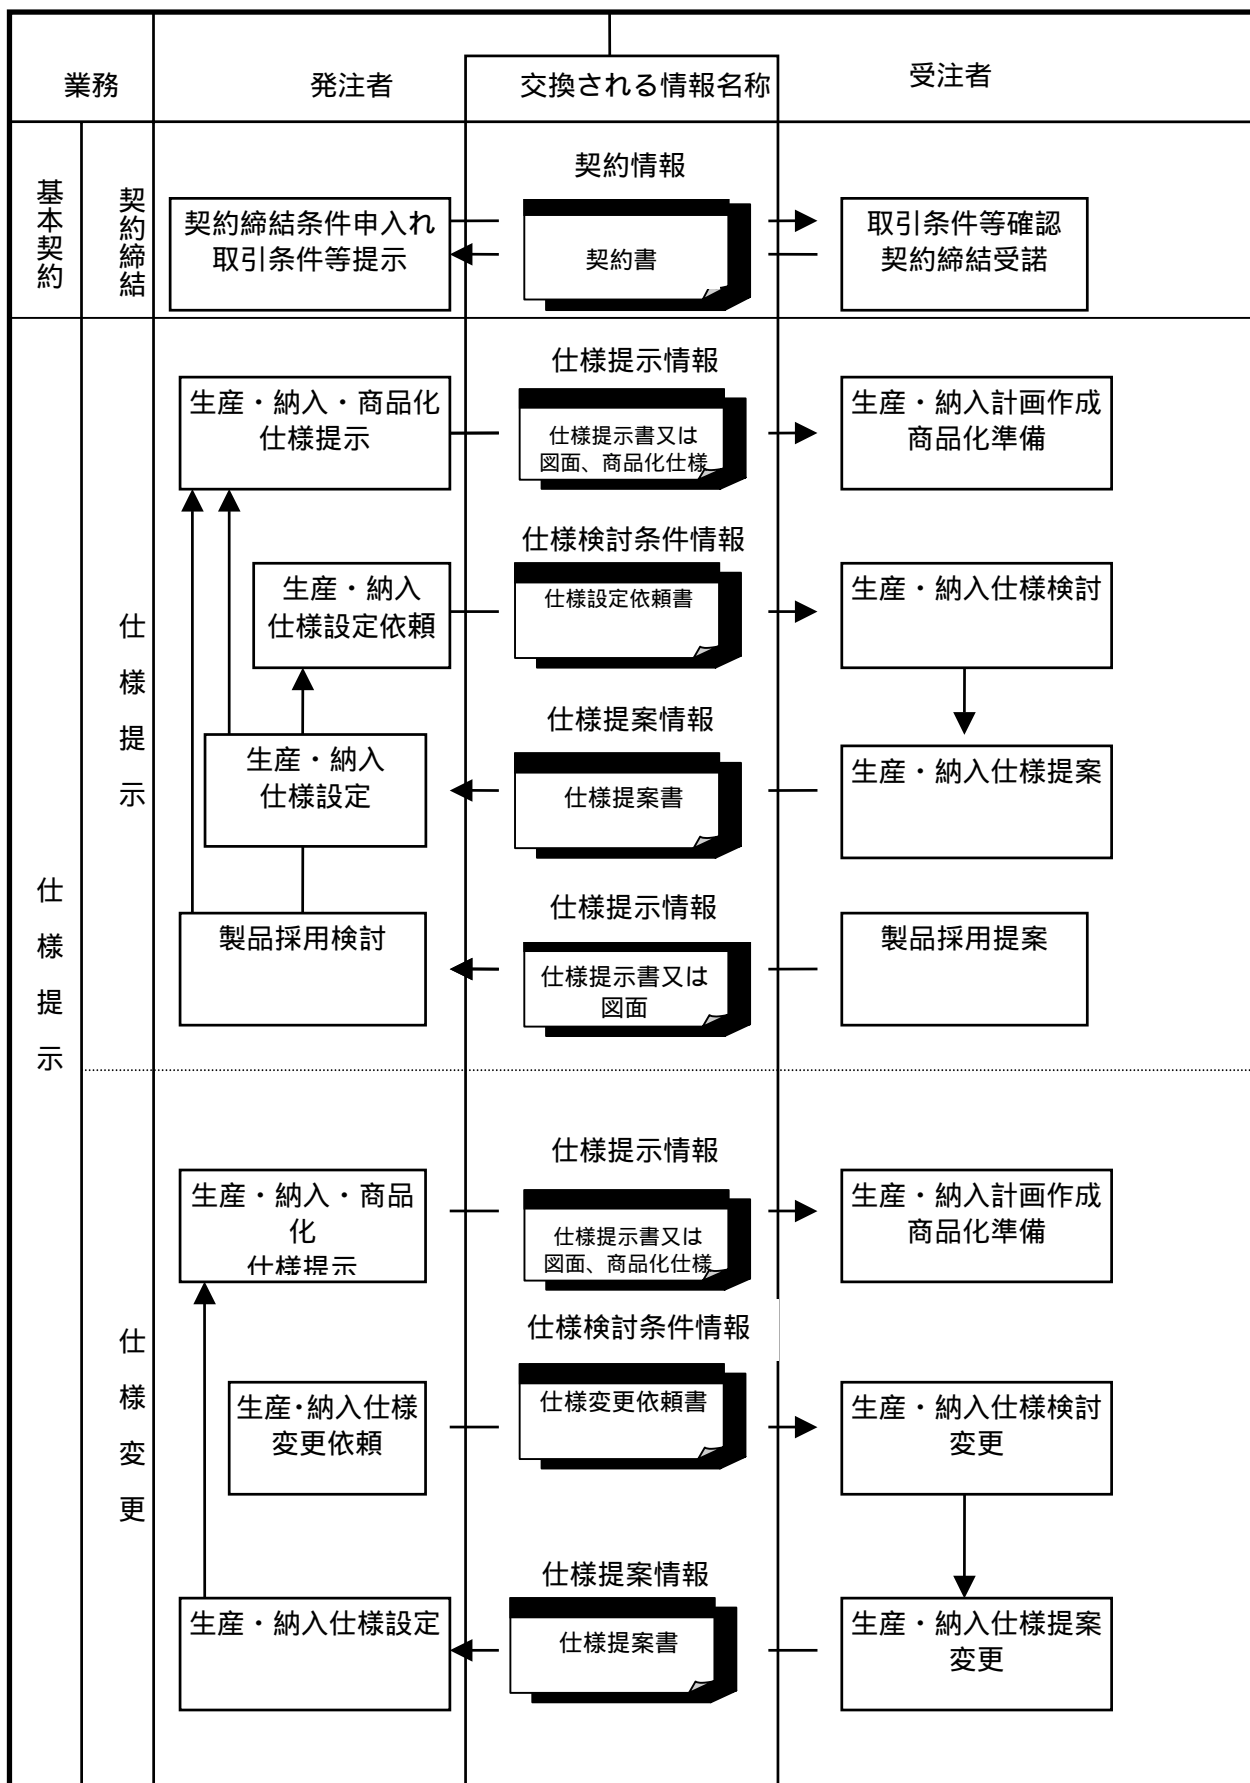 業務
発注者
交換される情報名称
受注者
基本契約
契約締結
契約情報
契約締結条件申入れ
取引条件等提示
契約書
取引条件等確認
契約締結受諾
仕様提示
仕様提示
仕様提示情報
生産・納入・商品化
仕様提示
仕様提示書又は
図面、商品化仕様
生産・納入計画作成
商品化準備
仕様検討条件情報
生産・納入
仕様設定依頼
仕様設定依頼書
生産・納入仕様検討
仕様提案情報
生産・納入
仕様設定
仕様提案書
生産・納入仕様提案
仕様提示情報
製品採用検討
仕様提示書又は
図面
製品採用提案
仕様変更
仕様提示情報
生産・納入・商品
化
仕様提示
仕様提示書又は
図面、商品化仕様
生産・納入計画作成
商品化準備
仕様検討条件情報
生産・納入仕様
変更依頼
仕様変更依頼書
生産・納入仕様検討
変更
仕様提案情報
生産・納入仕様設定
仕様提案書
生産・納入仕様提案
変更